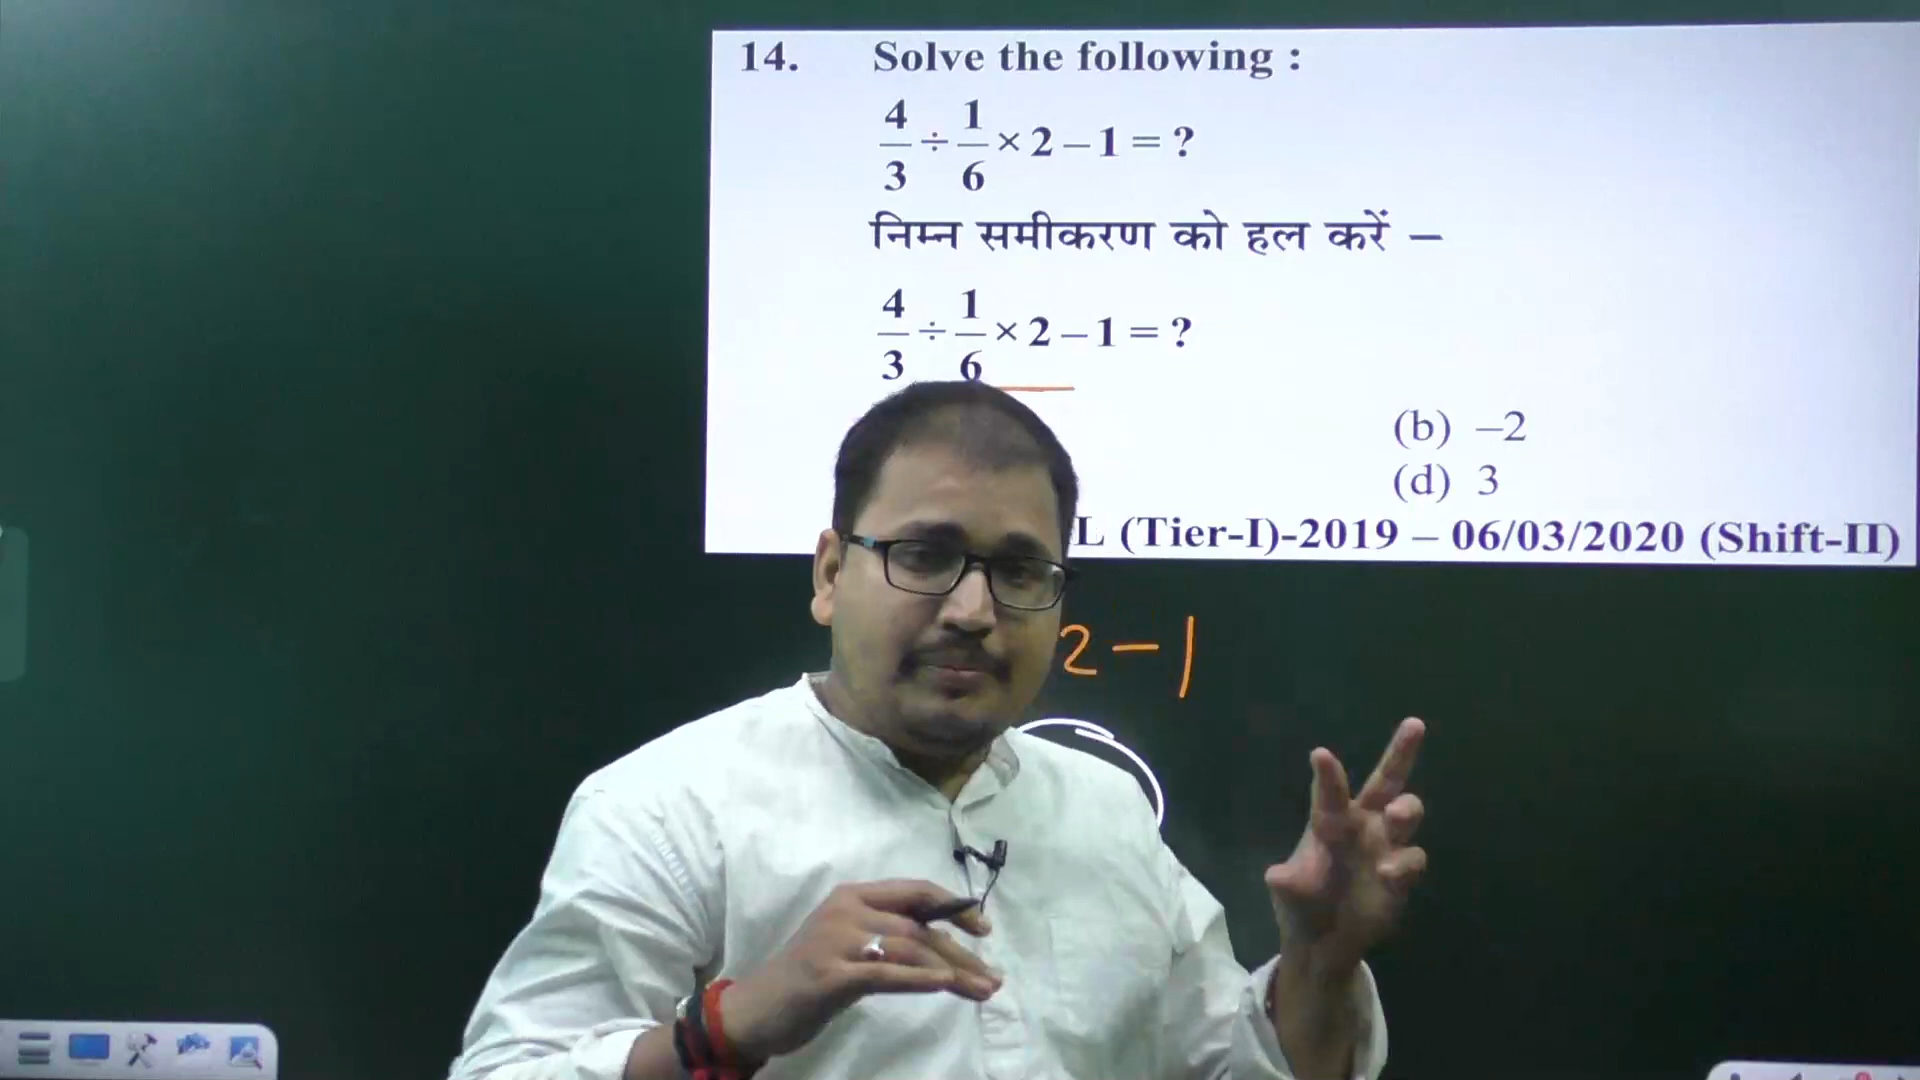 14. Solve the following :
4/3 ÷ 1/6 × 2 – 1 = ?
निम्न समीकरण को हल करें –
4/3 ÷ 1/6 × 2 – 1 = ?
(b) –2
(d) 3
L (Tier-I)-2019 – 06/03/2020 (Shift-II)
2 – 1